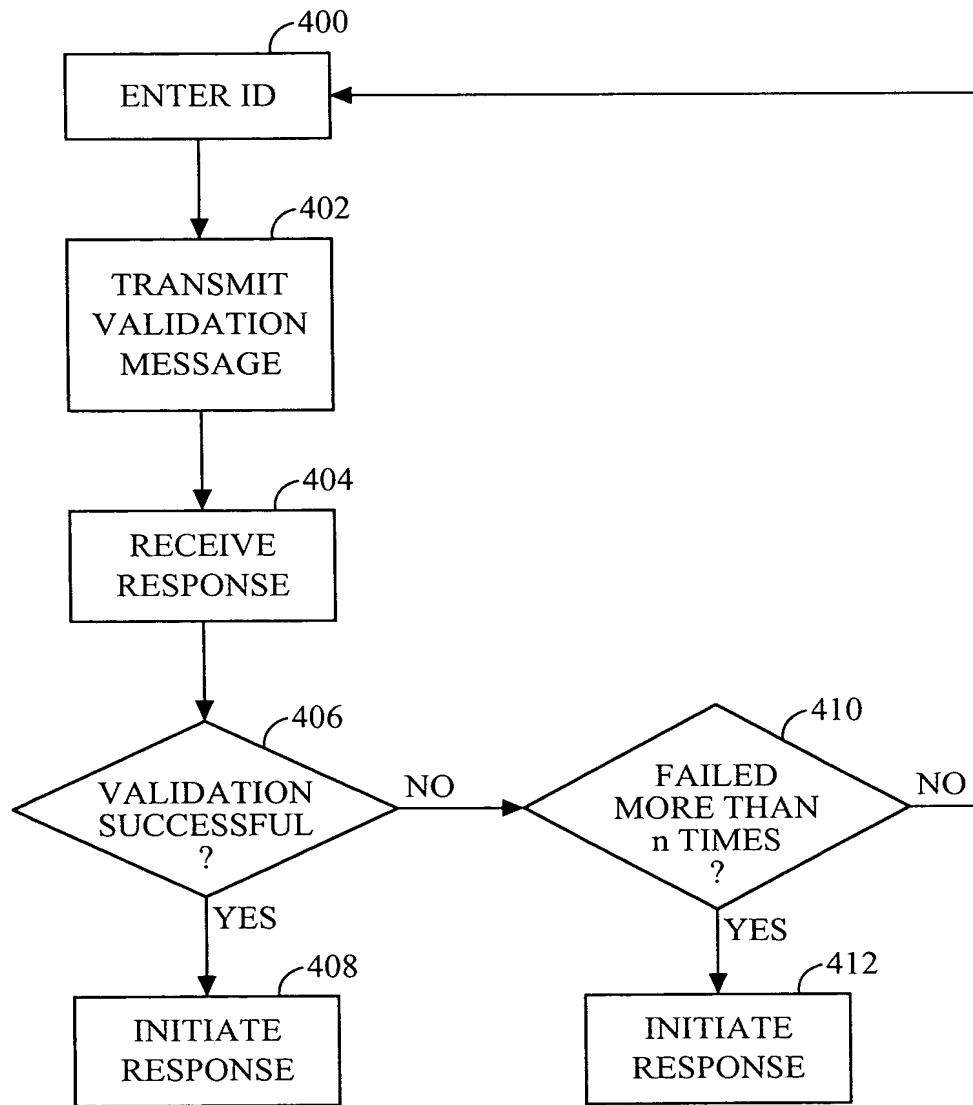 400
ENTER ID
402
TRANSMIT
VALIDATION
MESSAGE
404
RECEIVE
RESPONSE
406
VALIDATION
SUCCESSFUL
?
NO
YES
410
FAILED
MORE THAN
n TIMES
?
NO
YES
408
INITIATE
RESPONSE
412
INITIATE
RESPONSE